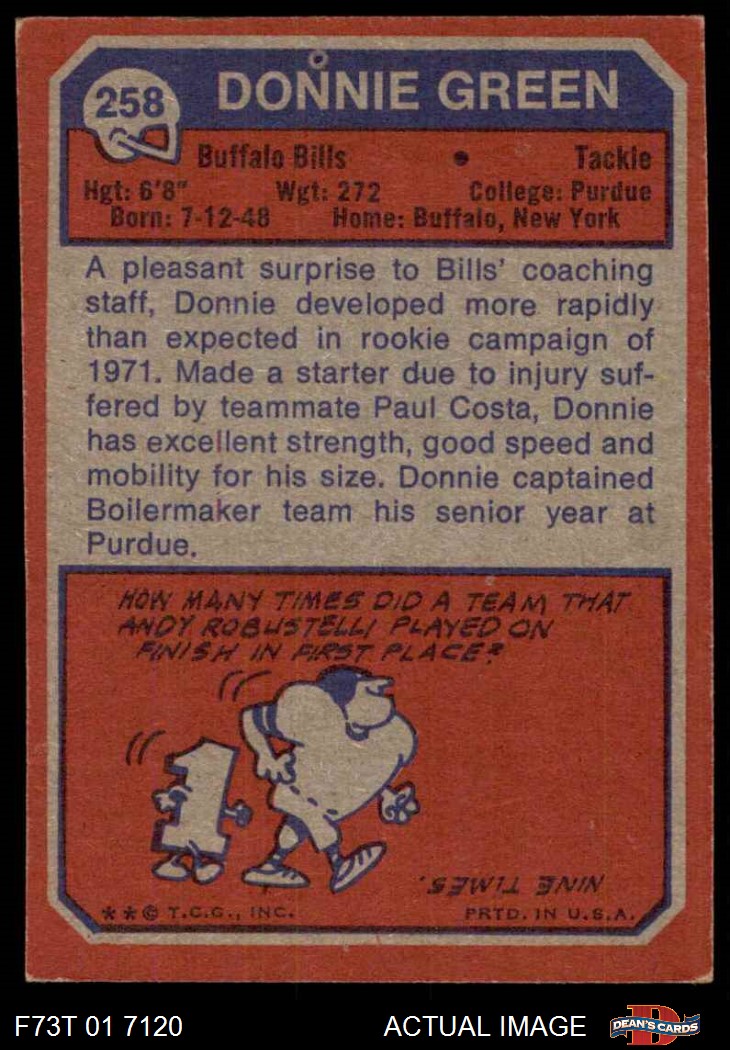 258 DONNIE GREEN
Buffalo Bills • Tackle
Hgt: 6'8" Wgt: 272 College: Purdue
Born: 7-12-48 Home: Buffalo, New York
A pleasant surprise to Bills' coaching
staff, Donnie developed more rapidly
than expected in rookie campaign of
1971. Made a starter due to injury suf-
fered by teammate Paul Costa, Donnie
has excellent strength, good speed and
mobility for his size. Donnie captained
Boilermaker team his senior year at
Purdue.
HOW MANY TIMES DID A TEAM THAT
ANDY ROBUSTELLI PLAYED ON
FINISH IN FIRST PLACE?
1
NINE TIMES.
**© T.C.G., INC. PRTD. IN U.S.A.
F73T 01 7120 ACTUAL IMAGE DEAN'S CARDS